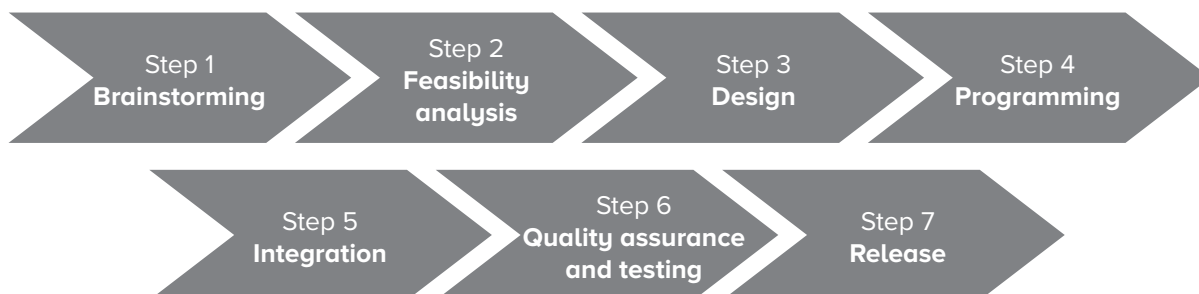 Step 1
Brainstorming
Step 2
Feasibility
analysis
Step 3
Design
Step 4
Programming
Step 5
Integration
Step 6
Quality assurance
and testing
Step 7
Release